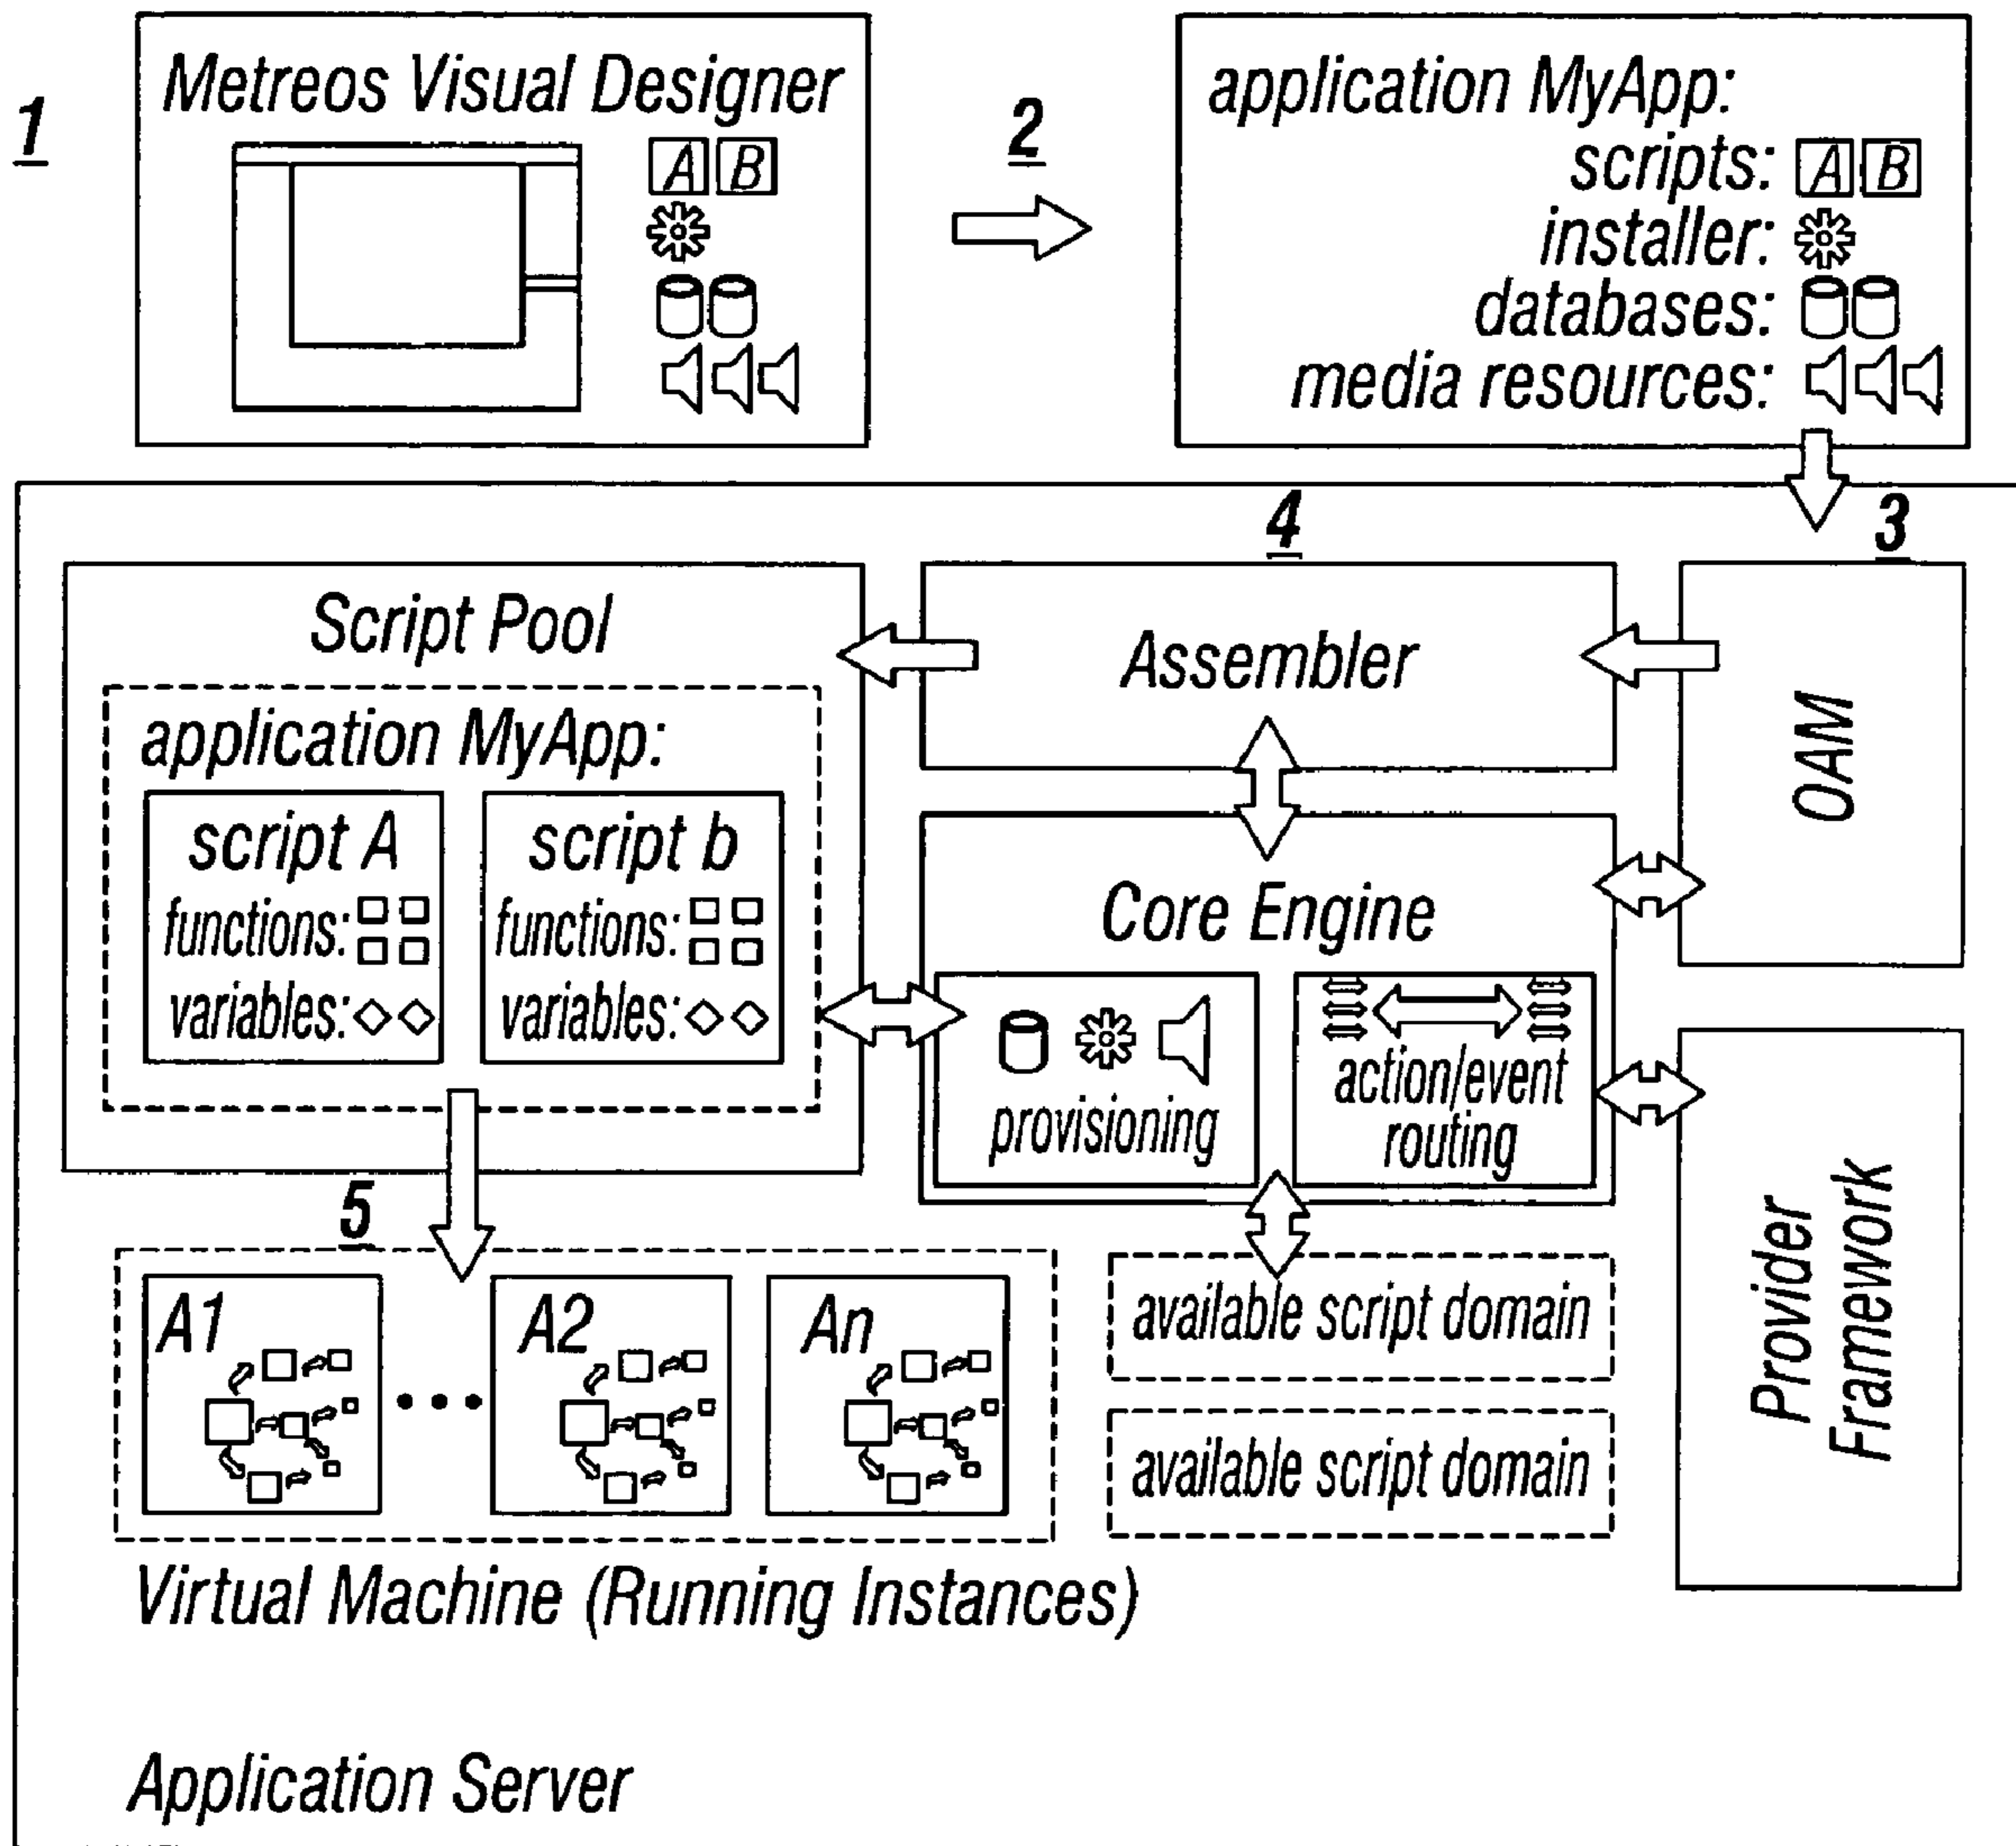 1
Metreos Visual Designer
A B
2
application MyApp:
scripts: A B
installer:
databases:
media resources:
3
4
Script Pool
application MyApp:
script A
functions:
variables:
script b
functions:
variables:
Assembler
OAM
Core Engine
provisioning
action/event
routing
Provider
Framework
5
A1
A2
An
available script domain
available script domain
Virtual Machine (Running Instances)
Application Server